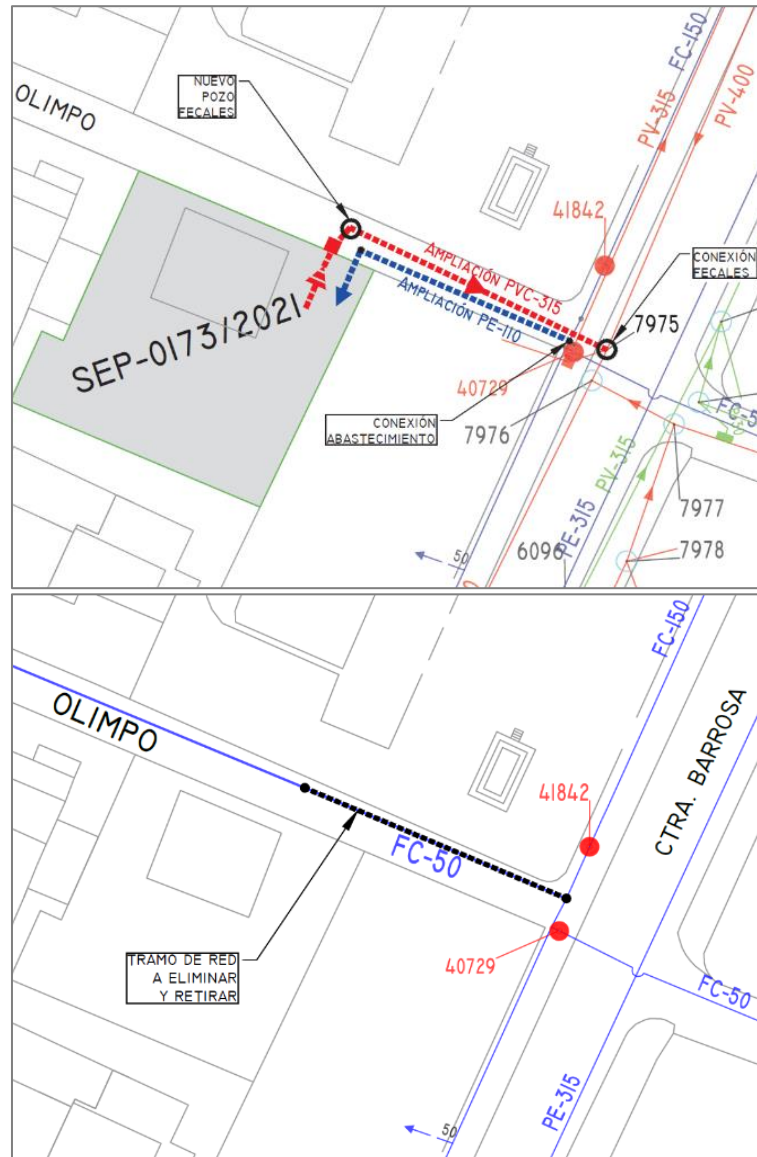 NUEVO
POZO
FECALES
OLIMPO
FC-150
PV-315
PV-400
41842
CONEXIÓN
FECALES
AMPLIACIÓN PVC-315
AMPLIACIÓN PE-110
7975
SEP-0173/2021
40729
CONEXIÓN
ABASTECIMIENTO
7976
PV-315
7977
PE-315
6096
7978
50
FC-150
OLIMPO
CTRA. BARROSA
41842
FC-50
TRAMO DE RED
A ELIMINAR
Y RETIRAR
40729
FC-50
PE-315
50